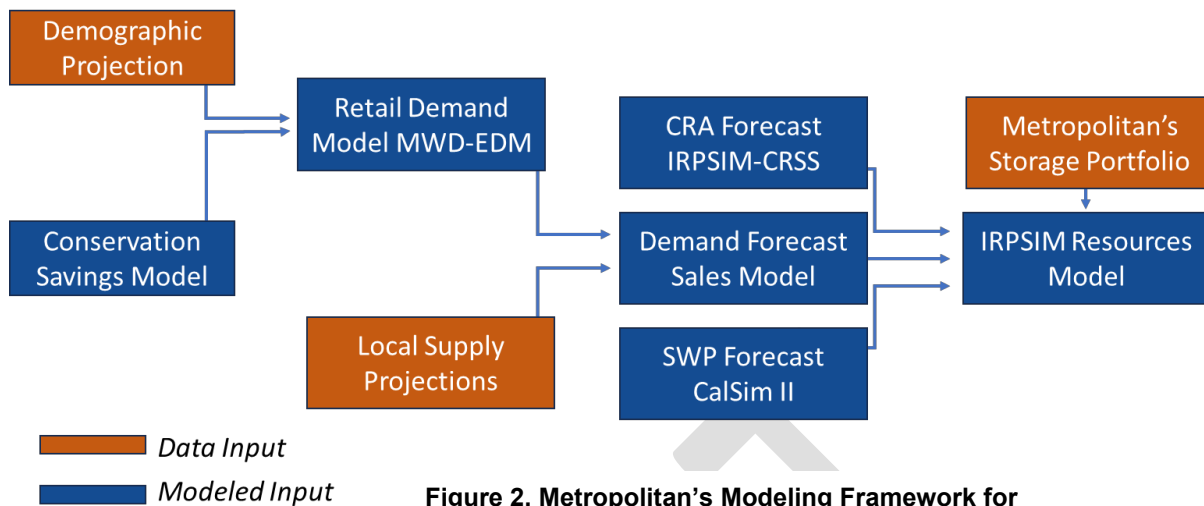 Demographic
Projection
Retail Demand
Model MWD-EDM
CRA Forecast
IRPSIM-CRSS
Metropolitan's
Storage Portfolio
Conservation
Savings Model
Demand Forecast
Sales Model
IRPSIM Resources
Model
Local Supply
Projections
SWP Forecast
CalSim II
Data Input
Modeled Input
Figure 2. Metropolitan's Modeling Framework for